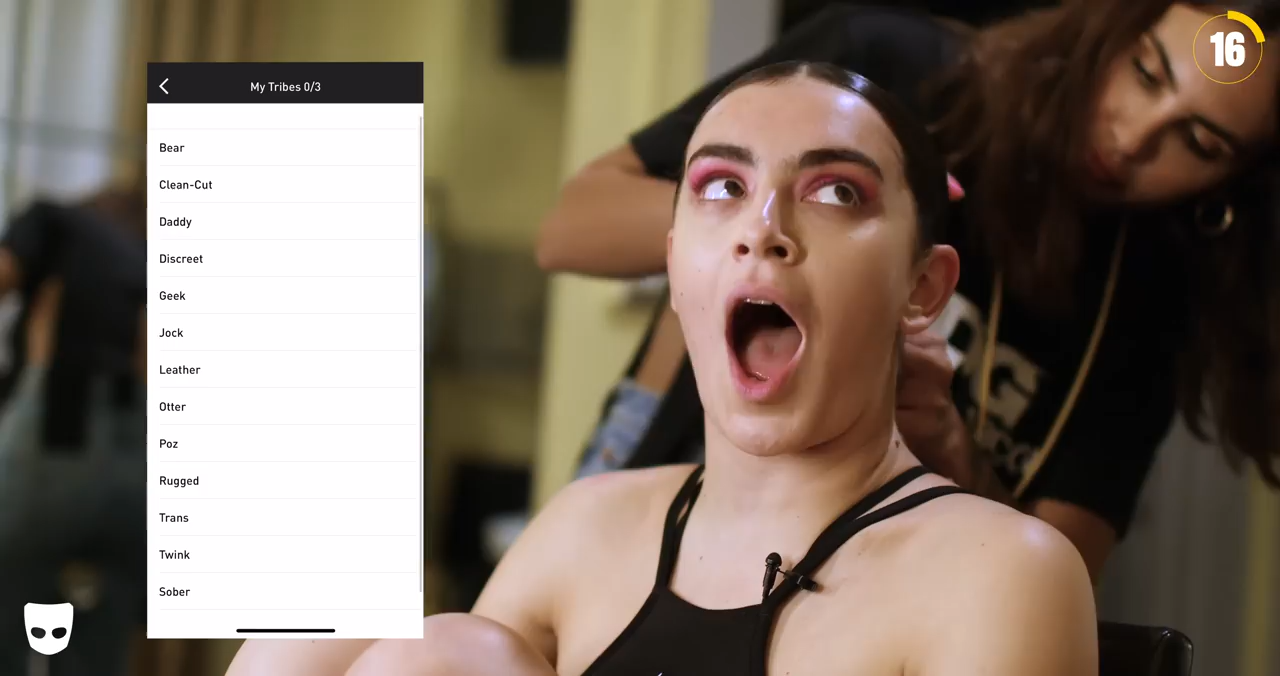 16
My Tribes 0/3
Bear
Clean-Cut
Daddy
Discreet
Geek
Jock
Leather
Otter
Poz
Rugged
Trans
Twink
Sober